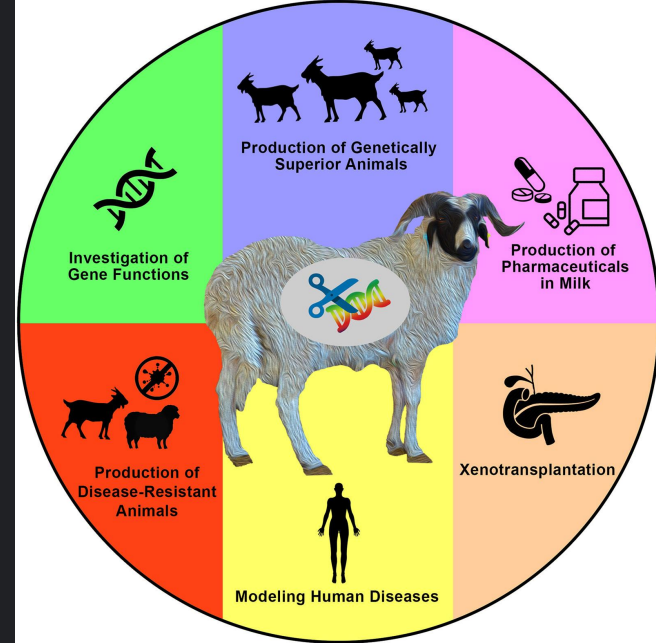 Production of Genetically
Superior Animals
Investigation of
Gene Functions
Production of
Pharmaceuticals
in Milk
Production of
Disease-Resistant
Animals
Xenotransplantation
Modeling Human Diseases